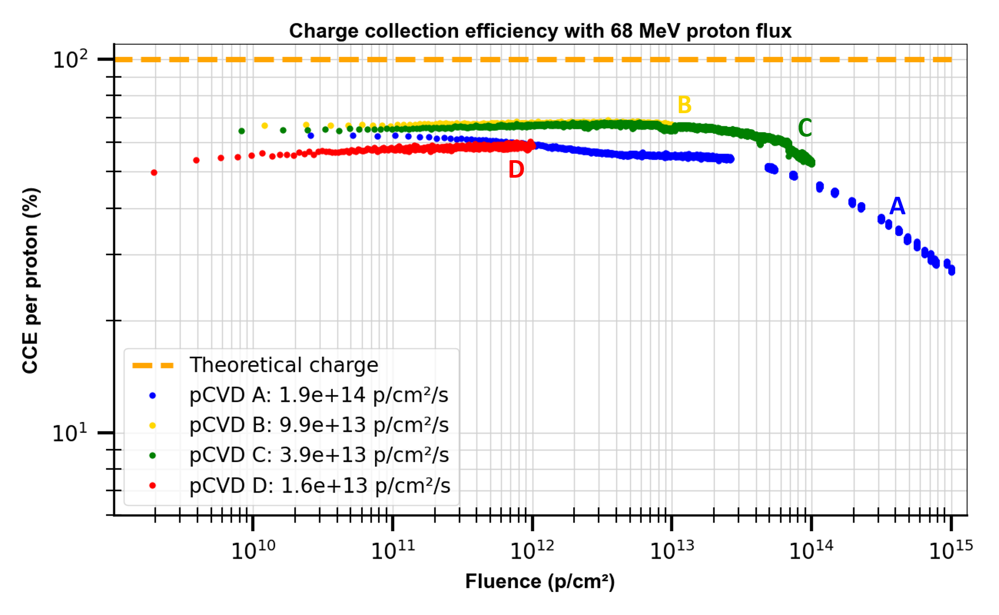 Charge collection efficiency with 68 MeV proton flux
10²
10¹
CCE per proton (%)
B
C
D
A
Theoretical charge
pCVD A: 1.9e+14 p/cm²/s
pCVD B: 9.9e+13 p/cm²/s
pCVD C: 3.9e+13 p/cm²/s
pCVD D: 1.6e+13 p/cm²/s
10¹⁰ 10¹¹ 10¹² 10¹³ 10¹⁴ 10¹⁵
Fluence (p/cm²)